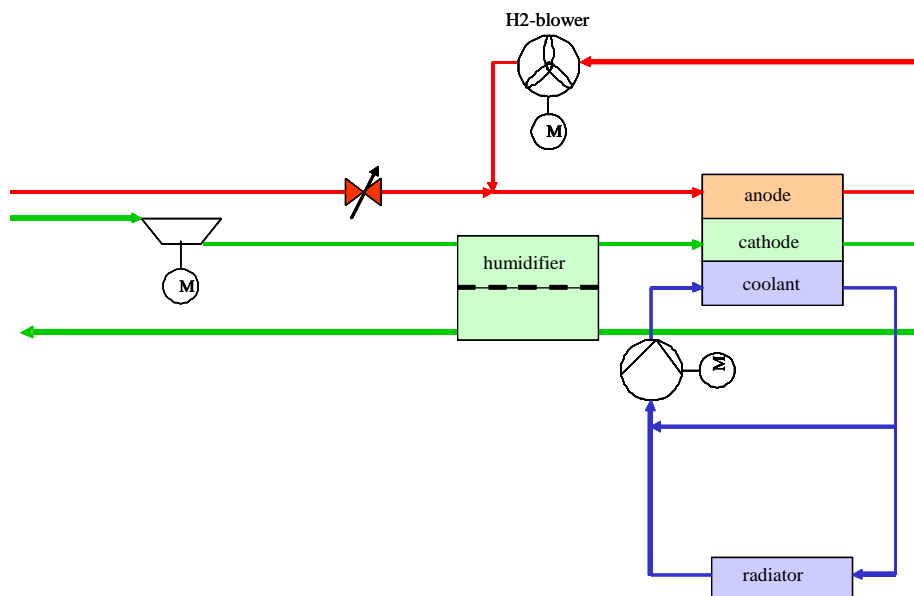 H2-blower
M
anode
cathode
humidifier
coolant
M
M
radiator